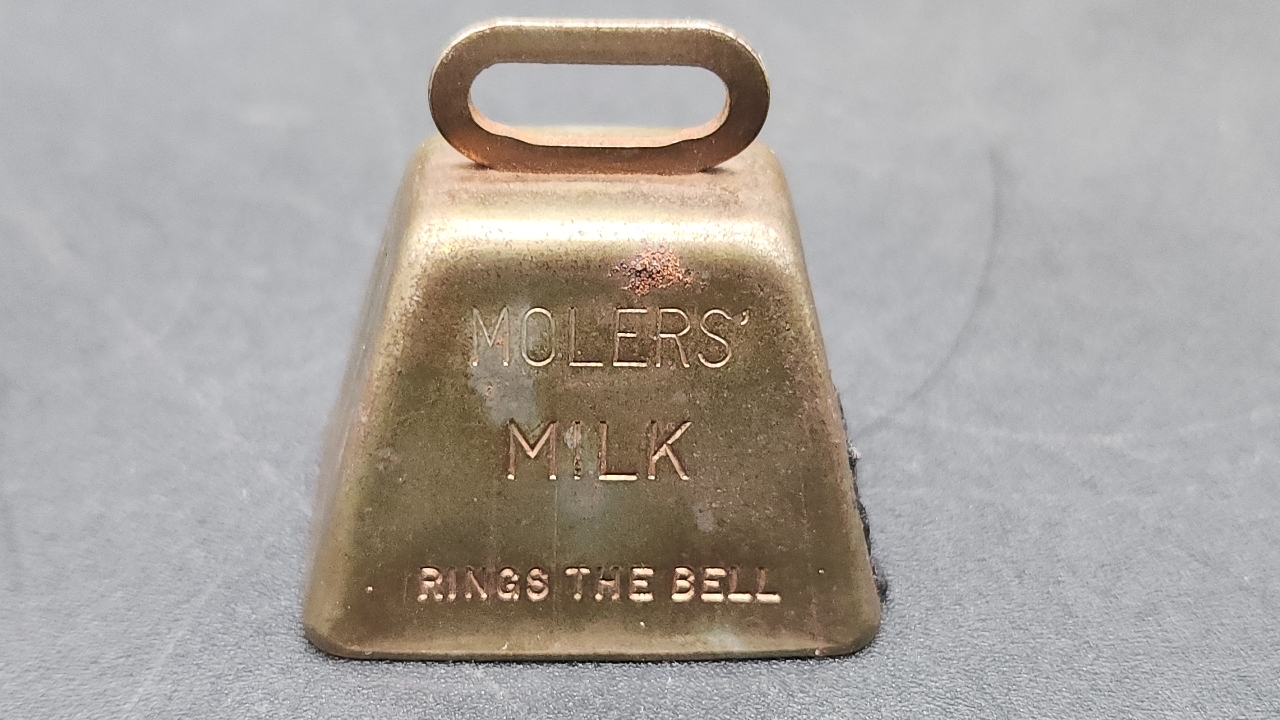 MOLERS'
MILK
RINGS THE BELL